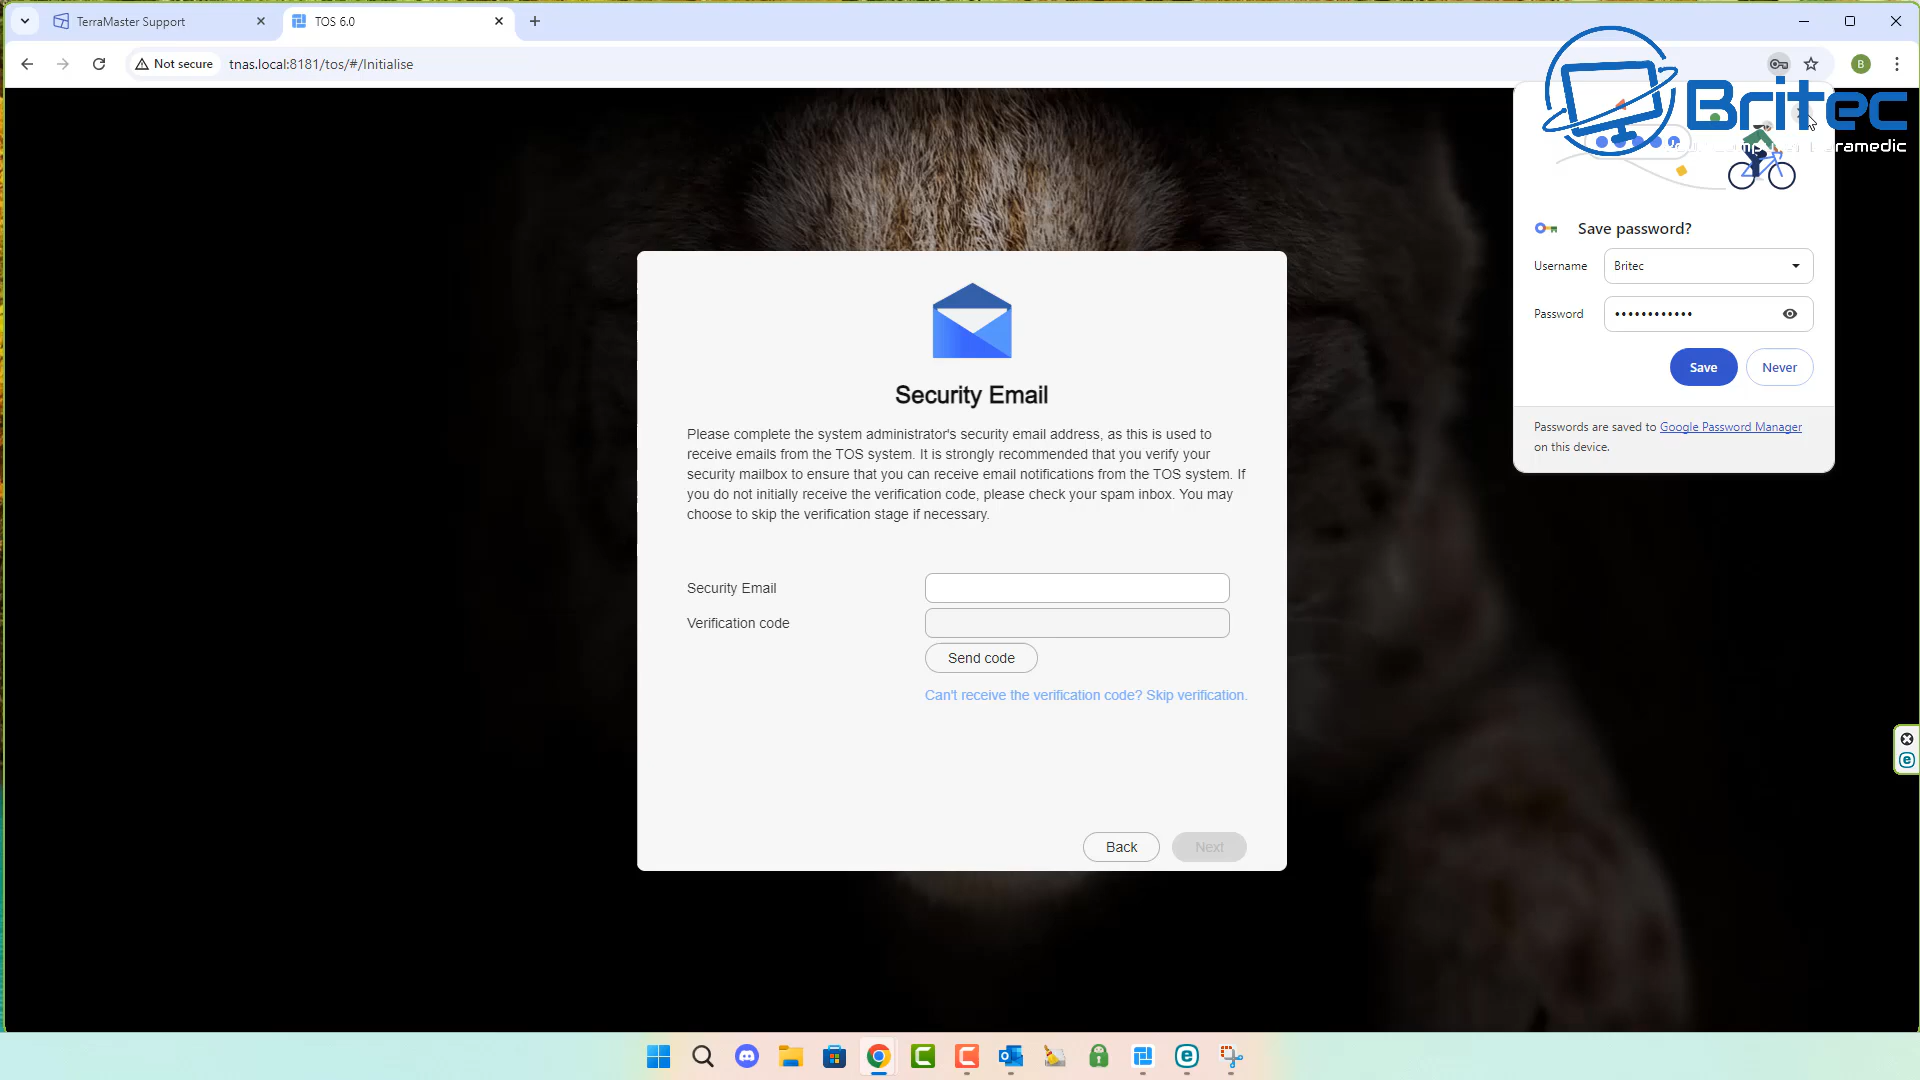 TerraMaster Support
TOS 6.0
Not secure
tnas.local:8181/tos/#/Initialise
B
Britec
Save password?
Username
Britec
Password
••••••••••••
Save
Never
Passwords are saved to Google Password Manager
on this device.
Security Email
Please complete the system administrator's security email address, as this is used to
receive emails from the TOS system. It is strongly recommended that you verify your
security mailbox to ensure that you can receive email notifications from the TOS system. If
you do not initially receive the verification code, please check your spam inbox. You may
choose to skip the verification stage if necessary.
Security Email
Verification code
Send code
Can't receive the verification code? Skip verification.
Back
Next